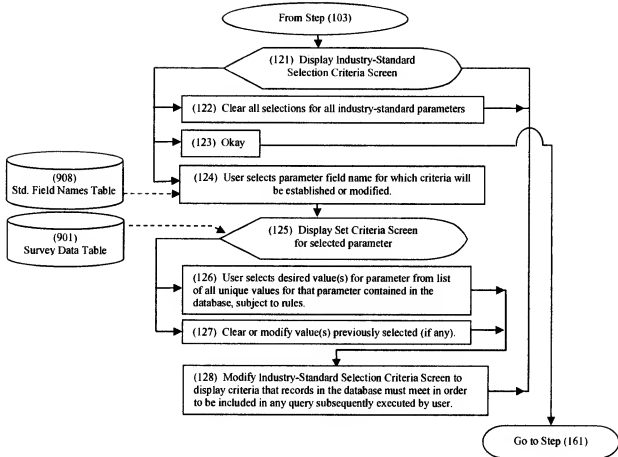 From Step (103)
(121) Display Industry-Standard
Selection Criteria Screen
(122) Clear all selections for all industry-standard parameters
(123) Okay
(908)
Std. Field Names Table
(124) User selects parameter field name for which criteria will
be established or modified.
(901)
Survey Data Table
(125) Display Set Criteria Screen
for selected parameter
(126) User selects desired value(s) for parameter from list
of all unique values for that parameter contained in the
database, subject to rules.
(127) Clear or modify value(s) previously selected (if any).
(128) Modify Industry-Standard Selection Criteria Screen to
display criteria that records in the database must meet in order
to be included in any query subsequently executed by user.
Go to Step (161)